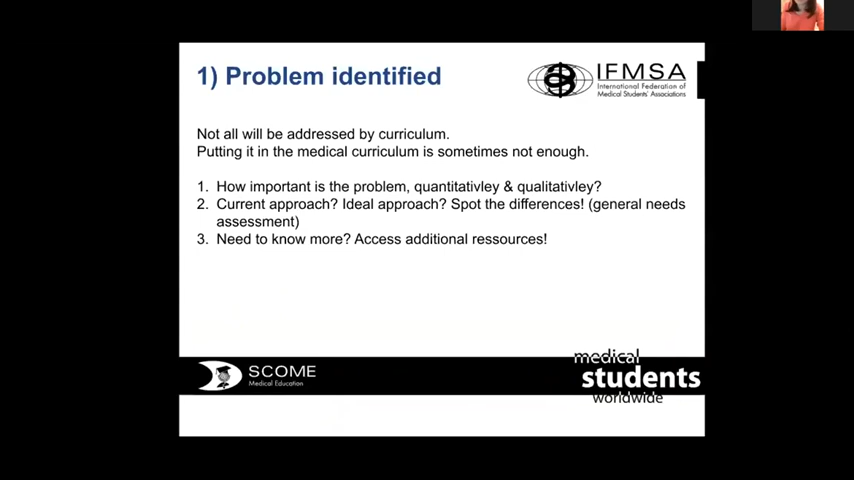 1) Problem identified
IFMSA
International Federation of
Medical Students' Associations
Not all will be addressed by curriculum.
Putting it in the medical curriculum is sometimes not enough.
1. How important is the problem, quantitativley & qualitativley?
2. Current approach? Ideal approach? Spot the differences! (general needs
assessment)
3. Need to know more? Access additional ressources!
SCOME
Medical Education
medical
students
worldwide